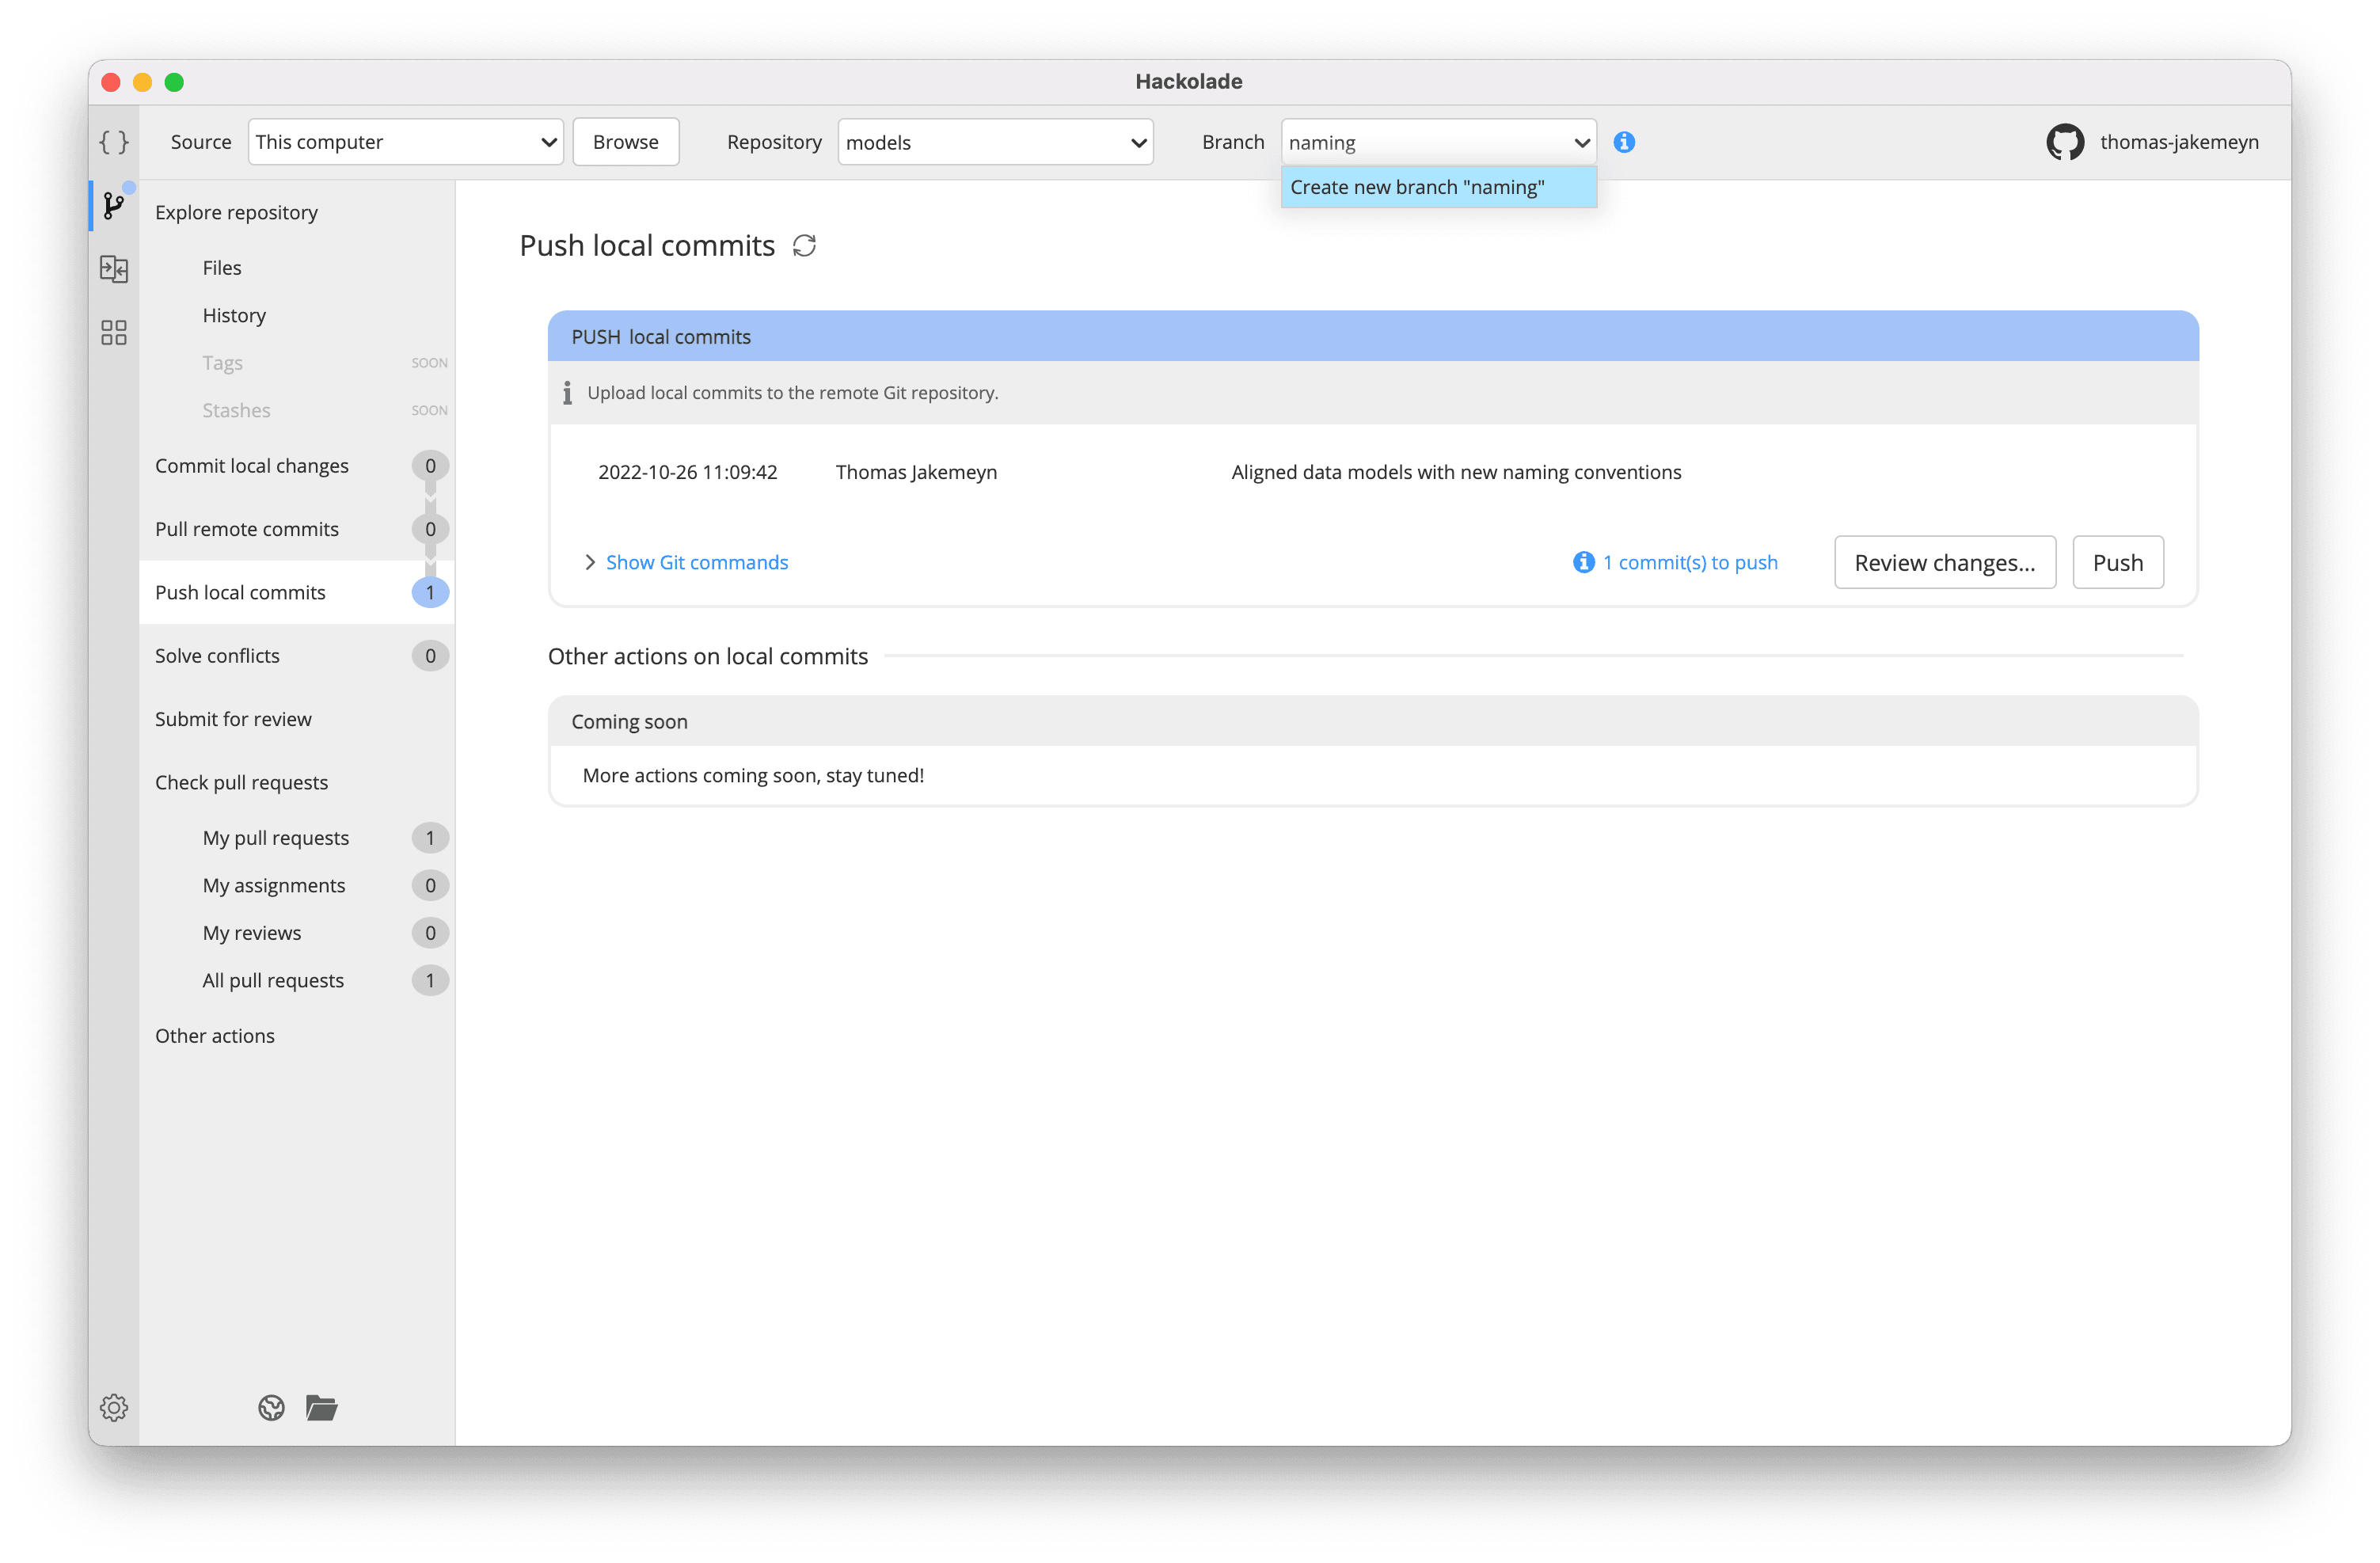 Hackolade
Source This computer Browse Repository models Branch naming thomas-jakemeyn
Create new branch "naming"
Explore repository
Files
History
Tags SOON
Stashes SOON
Commit local changes 0
Pull remote commits 0
Push local commits 1
Solve conflicts 0
Submit for review
Check pull requests
My pull requests 1
My assignments 0
My reviews 0
All pull requests 1
Other actions
Push local commits
PUSH local commits
Upload local commits to the remote Git repository.
2022-10-26 11:09:42 Thomas Jakemeyn Aligned data models with new naming conventions
Show Git commands 1 commit(s) to push Review changes... Push
Other actions on local commits
Coming soon
More actions coming soon, stay tuned!